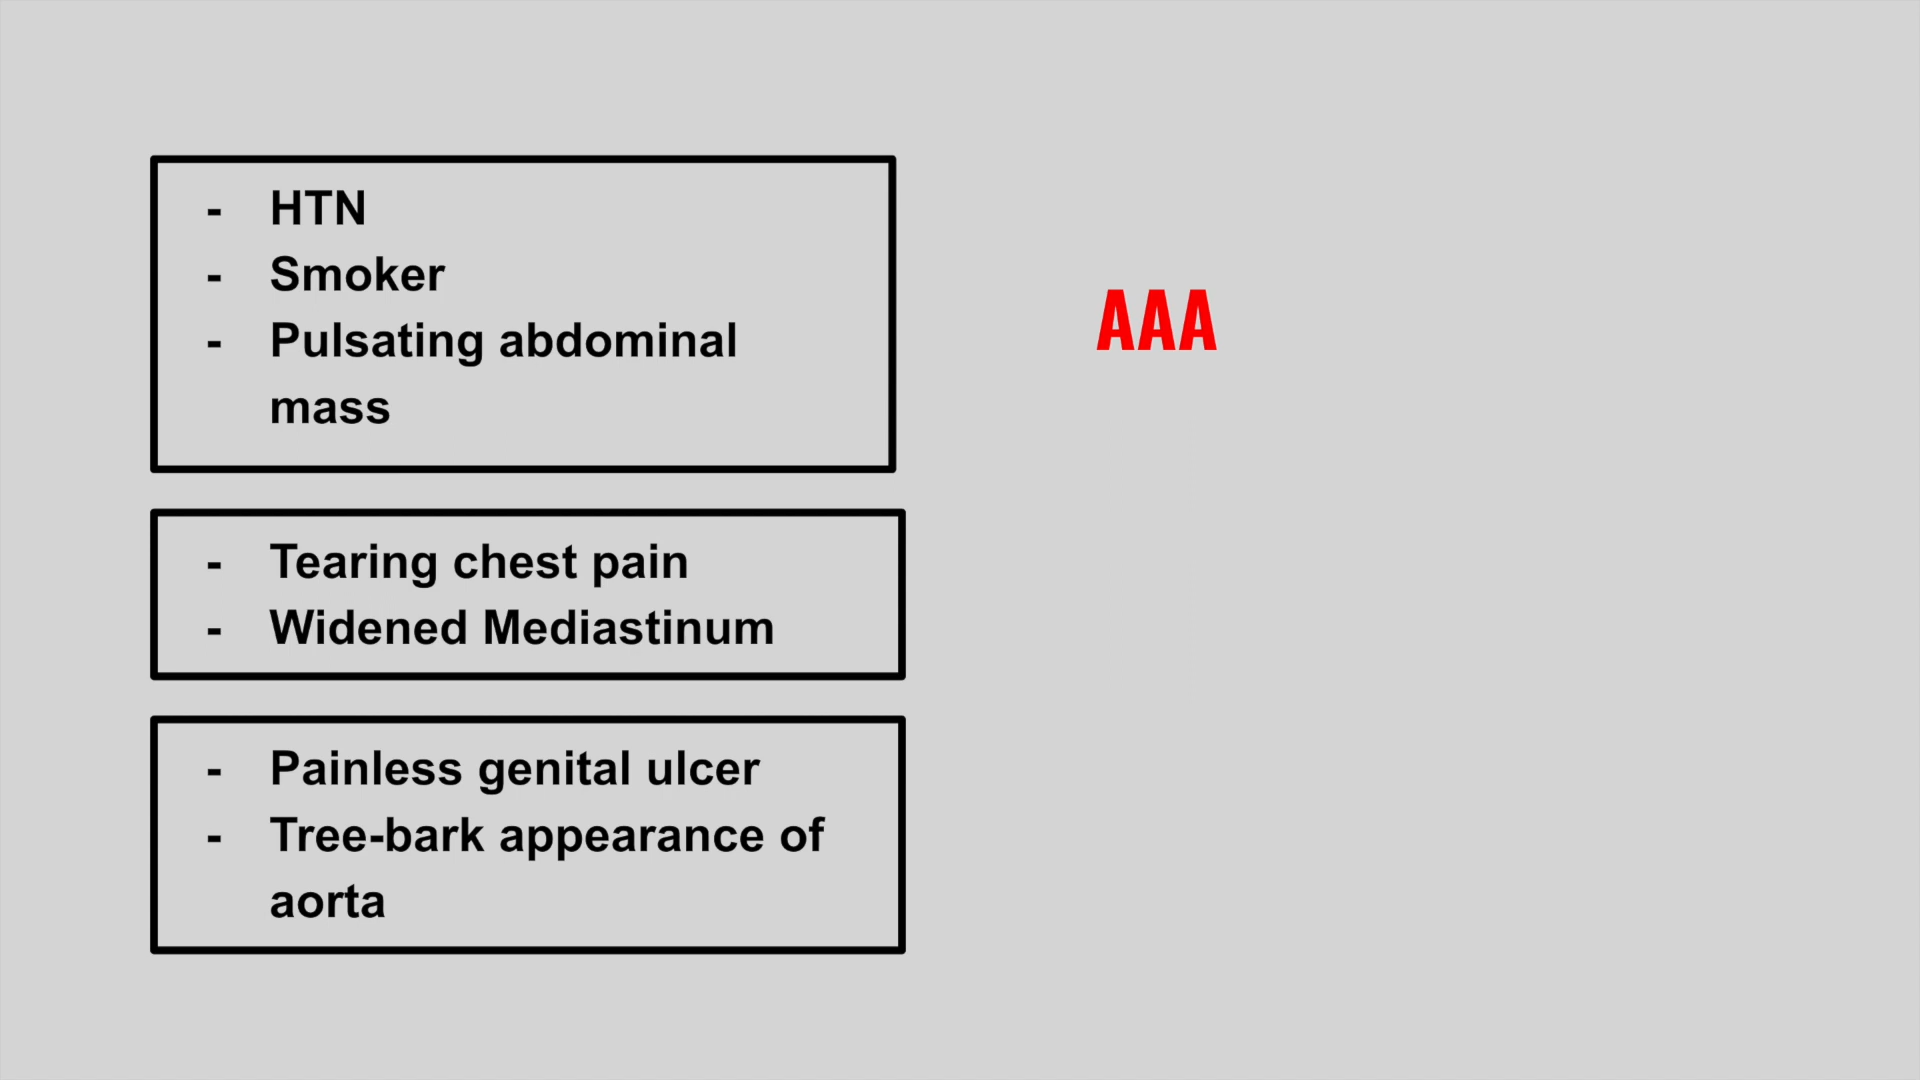 - HTN
- Smoker
- Pulsating abdominal
mass
AAA
- Tearing chest pain
- Widened Mediastinum
- Painless genital ulcer
- Tree-bark appearance of
aorta